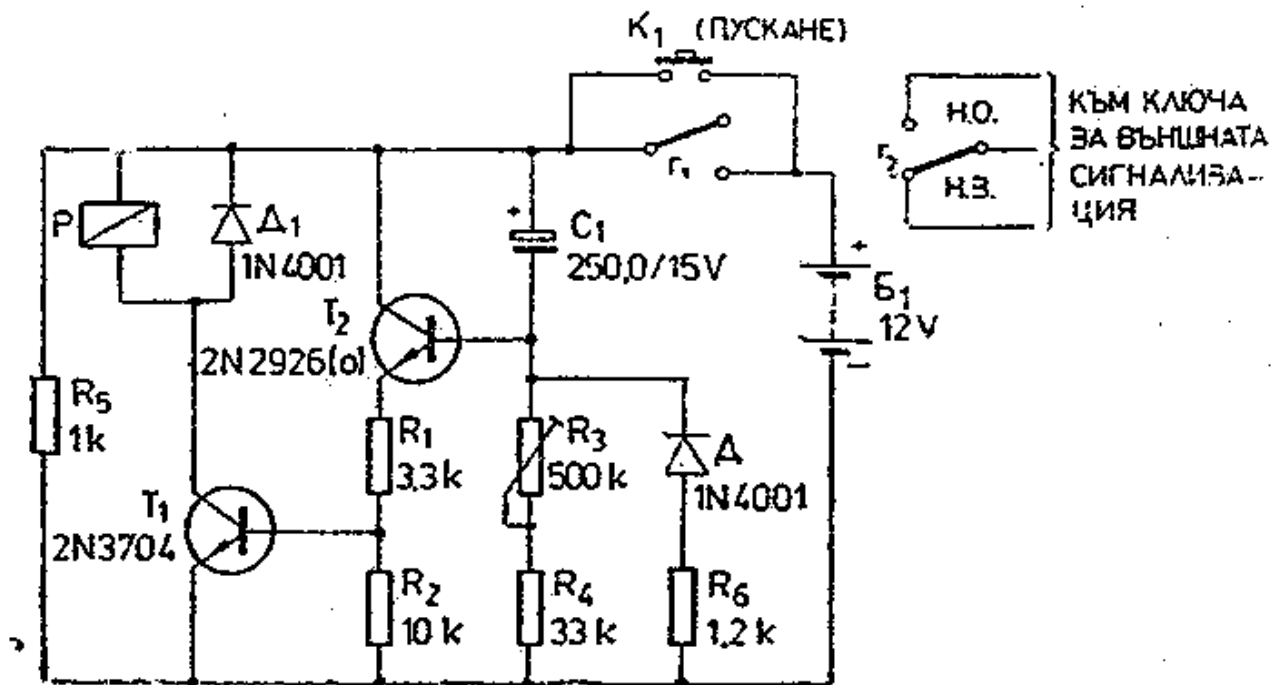 K₁ (ПУСКАНЕ)
Н.О.
r₂
Н.З.
КЪМ КЛЮЧА
ЗА ВЪНШНАТА
СИГНАЛИЗА-
ЦИЯ
r₁
P
Д₁
1N4001
+
C₁
250,0/15V
+
Б₁
12V
−
T₂
2N2926(o)
R₅
1k
R₁
3,3k
R₃
500k
Д
1N4001
T₁
2N3704
R₂
10k
R₄
33k
R₆
1,2k